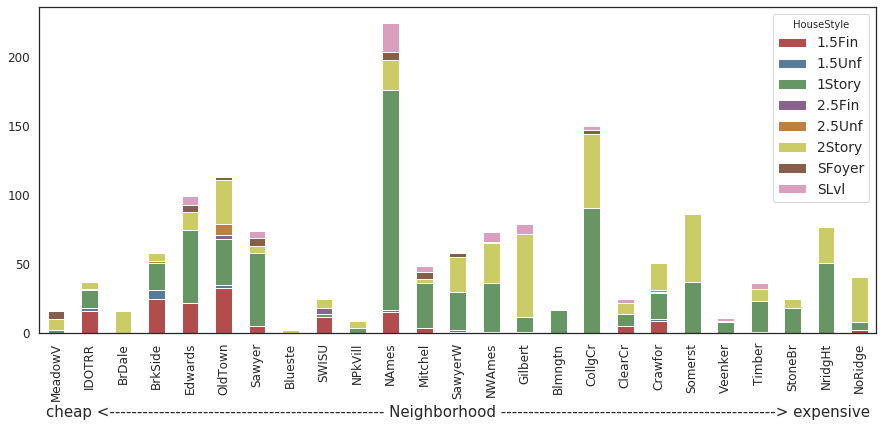 HouseStyle
1.5Fin
1.5Unf
1Story
2.5Fin
2.5Unf
2Story
SFoyer
SLvl
200
150
100
50
0
MeadowV
IDOTRR
BrDale
BrkSide
Edwards
OldTown
Sawyer
Blueste
SWISU
NPkVill
NAmes
Mitchel
SawyerW
NWAmes
Gilbert
Blmngtn
CollgCr
ClearCr
Crawfor
Somerst
Veenker
Timber
StoneBr
NridgHt
NoRidge
cheap <------------------------------------------------------- Neighborhood -------------------------------------------------------> expensive